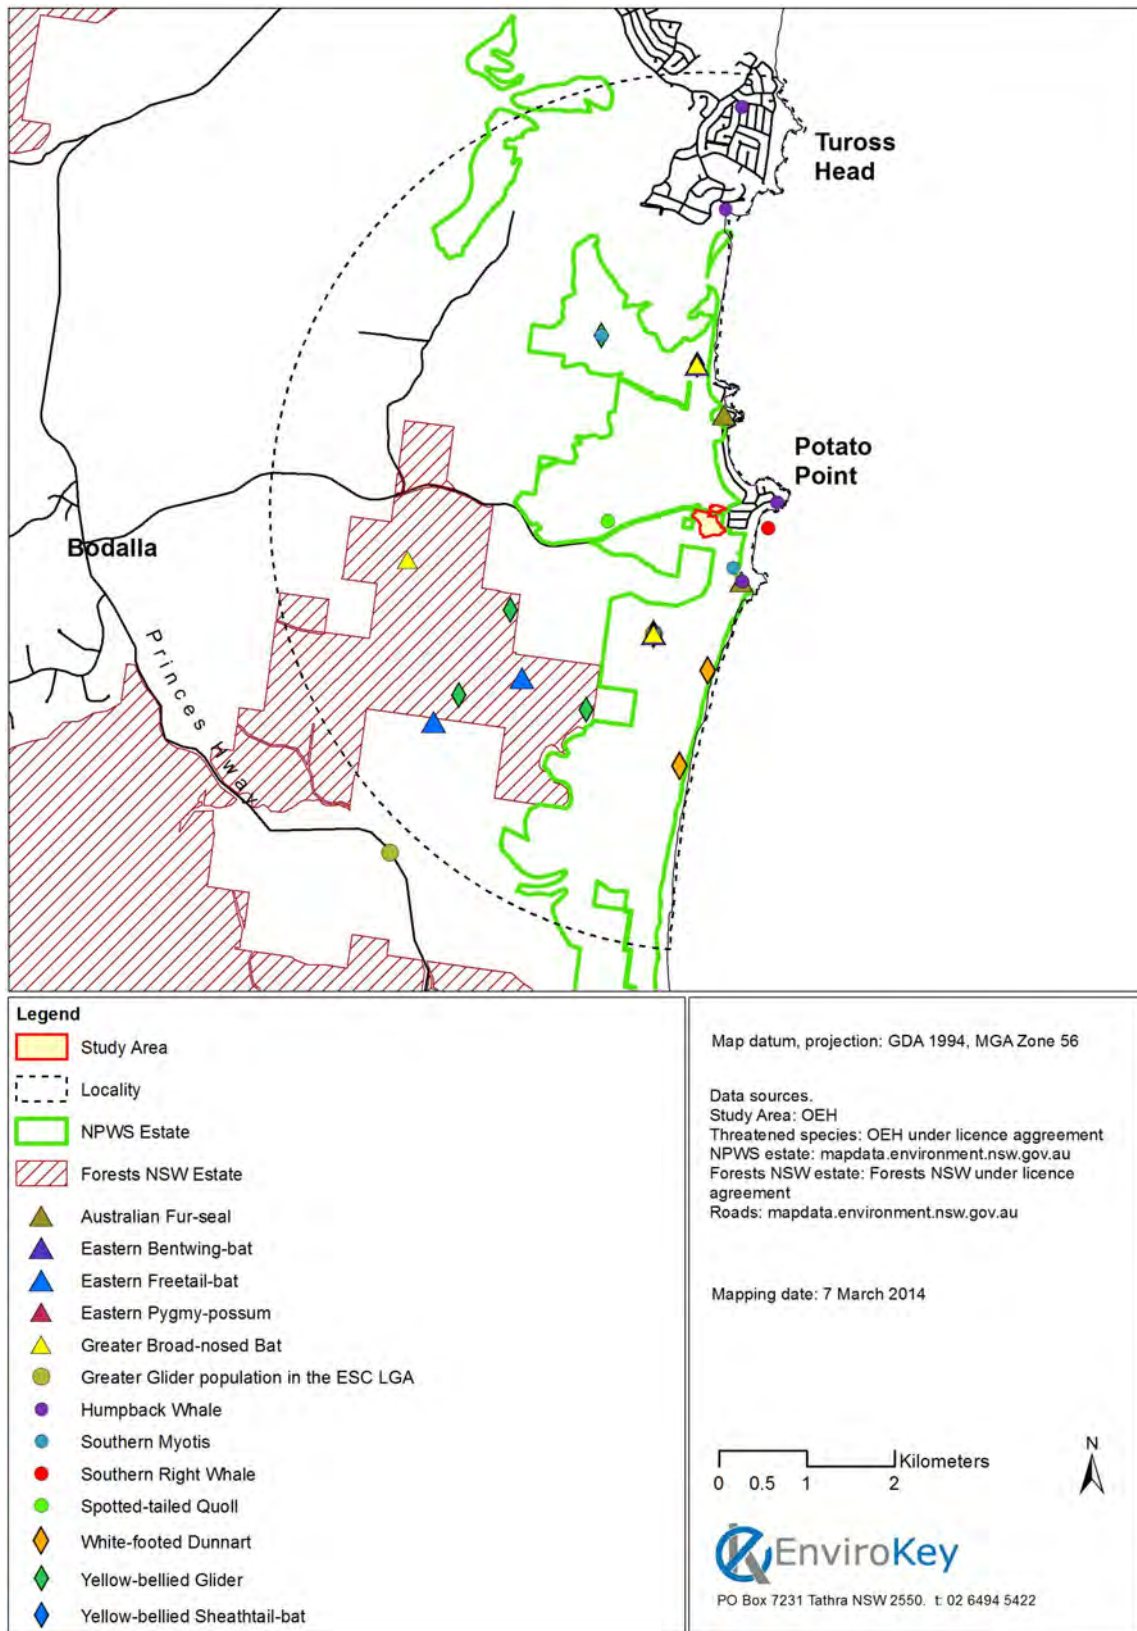 Tuross
Head
Potato
Point
Bodalla
Princes Hway
Legend
Study Area
Locality
NPWS Estate
Forests NSW Estate
Australian Fur-seal
Eastern Bentwing-bat
Eastern Freetail-bat
Eastern Pygmy-possum
Greater Broad-nosed Bat
Greater Glider population in the ESC LGA
Humpback Whale
Southern Myotis
Southern Right Whale
Spotted-tailed Quoll
White-footed Dunnart
Yellow-bellied Glider
Yellow-bellied Sheathtail-bat
Map datum, projection: GDA 1994, MGA Zone 56
Data sources.
Study Area: OEH
Threatened species: OEH under licence aggreement
NPWS estate: mapdata.environment.nsw.gov.au
Forests NSW estate: Forests NSW under licence
agreement
Roads: mapdata.environment.nsw.gov.au
Mapping date: 7 March 2014
Kilometers
0 0.5 1 2
N
EnviroKey
PO Box 7231 Tathra NSW 2550. t: 02 6494 5422